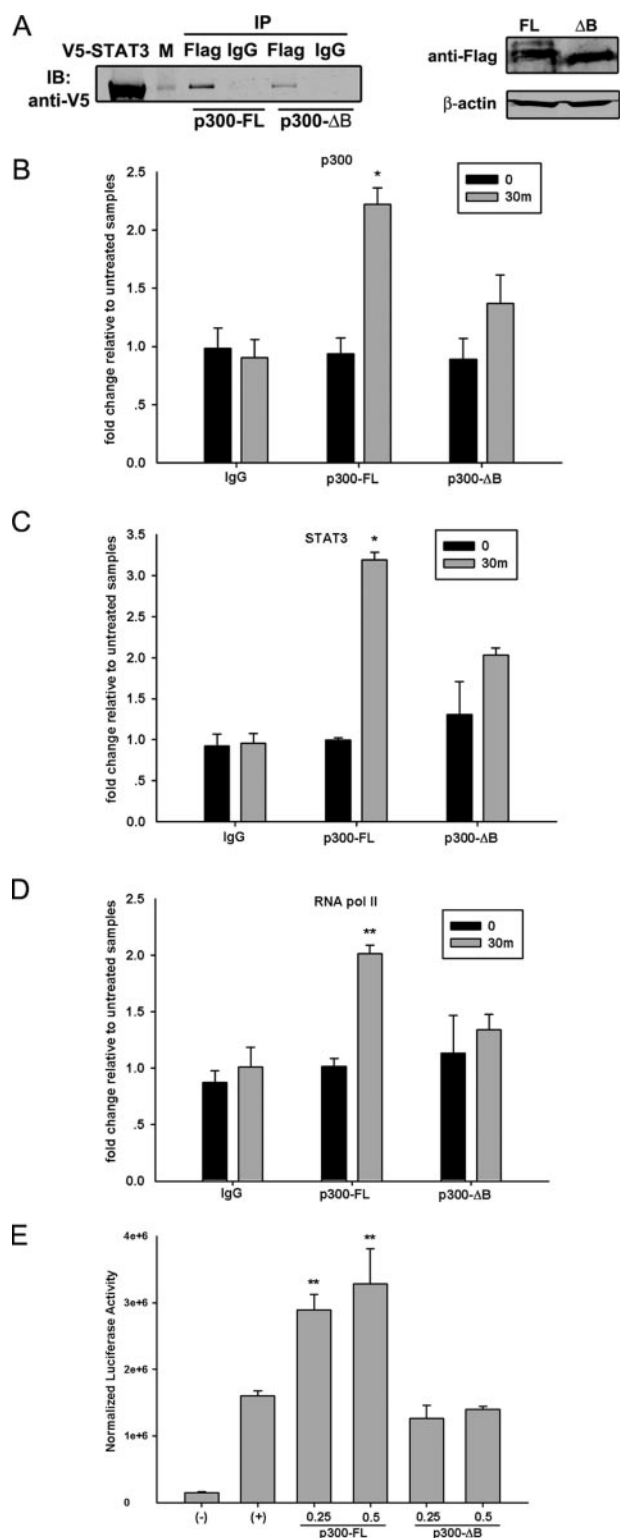 A
IP
V5-STAT3 M Flag IgG Flag IgG
IB:
anti-V5
p300-FL p300-ΔB
FL ΔB
anti-Flag
β-actin
B
p300
0
30m
fold change relative to untreated samples
2.5
2.0
1.5
1.0
.5
0.0
*
IgG p300-FL p300-ΔB
C
STAT3
0
30m
fold change relative to untreated samples
3.5
3.0
2.5
2.0
1.5
1.0
.5
0.0
*
IgG p300-FL p300-ΔB
D
RNA pol II
0
30m
fold change relative to untreated samples
2.5
2.0
1.5
1.0
.5
0.0
**
IgG p300-FL p300-ΔB
E
Normalized Luciferase Activity
4e+6
3e+6
2e+6
1e+6
0
** **
(-) (+) 0.25 0.5 0.25 0.5
p300-FL p300-ΔB